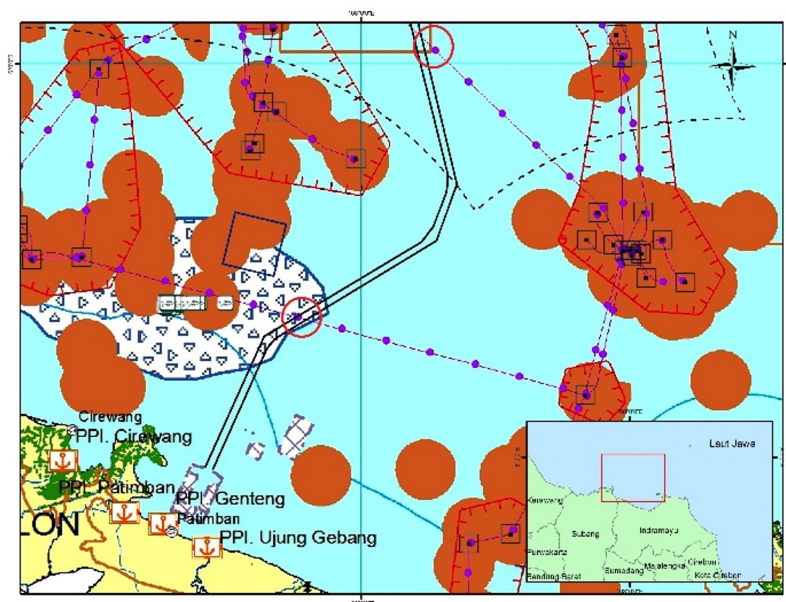 N
Cirewang
PPI. Cirewang
PPI. Patimban
PPI. Genteng
LON
Patimban
PPI. Ujung Gebang
Laut Jawa
Karawang
Subang
Indramayu
Purwakarta
Sumedang
Majalengka
Cirebon
Bandung Barat
Kota Cirebon